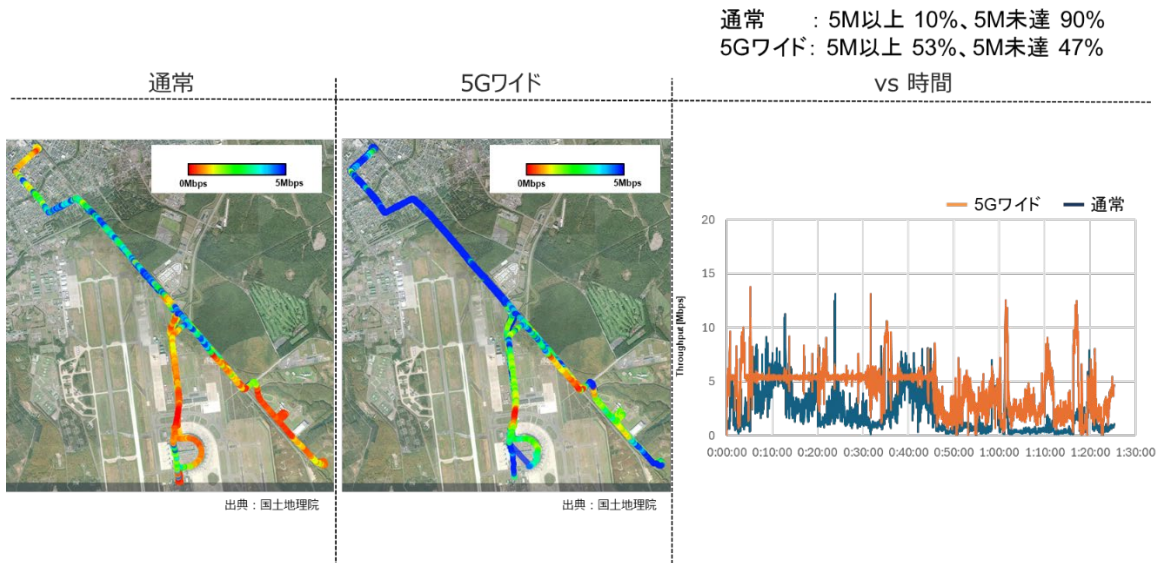 通常　　: 5M以上 10%、5M未達 90%
5Gワイド: 5M以上 53%、5M未達 47%
通常
5Gワイド
vs 時間
0Mbps
5Mbps
0Mbps
5Mbps
5Gワイド
通常
Throughput [Mbps]
20
15
10
5
0
0:00:00
0:10:00
0:20:00
0:30:00
0:40:00
0:50:00
1:00:00
1:10:00
1:20:00
1:30:00
出典：国土地理院
出典：国土地理院